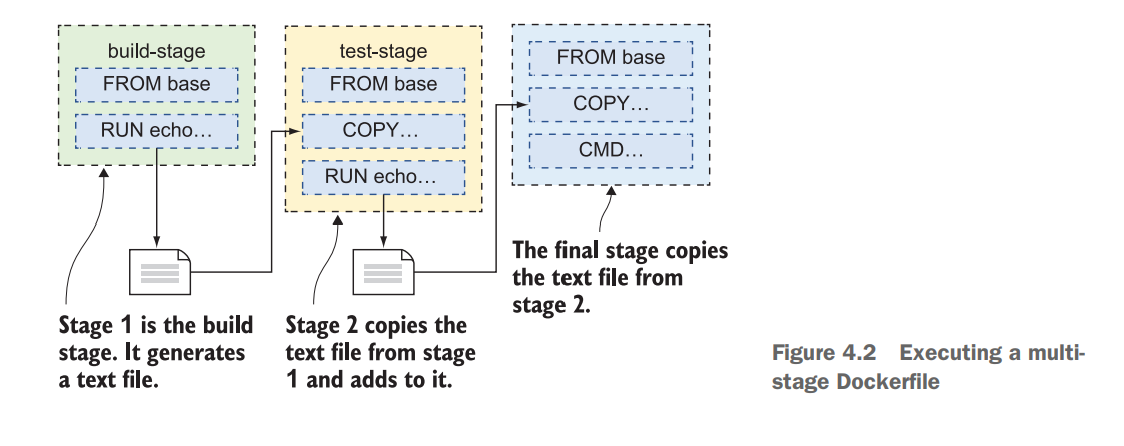 build-stage
FROM base
RUN echo…
test-stage
FROM base
COPY…
RUN echo…
FROM base
COPY…
CMD…
Stage 1 is the build
stage. It generates
a text file.
Stage 2 copies the
text file from stage
1 and adds to it.
The final stage copies
the text file from
stage 2.
Figure 4.2 Executing a multi-
stage Dockerfile